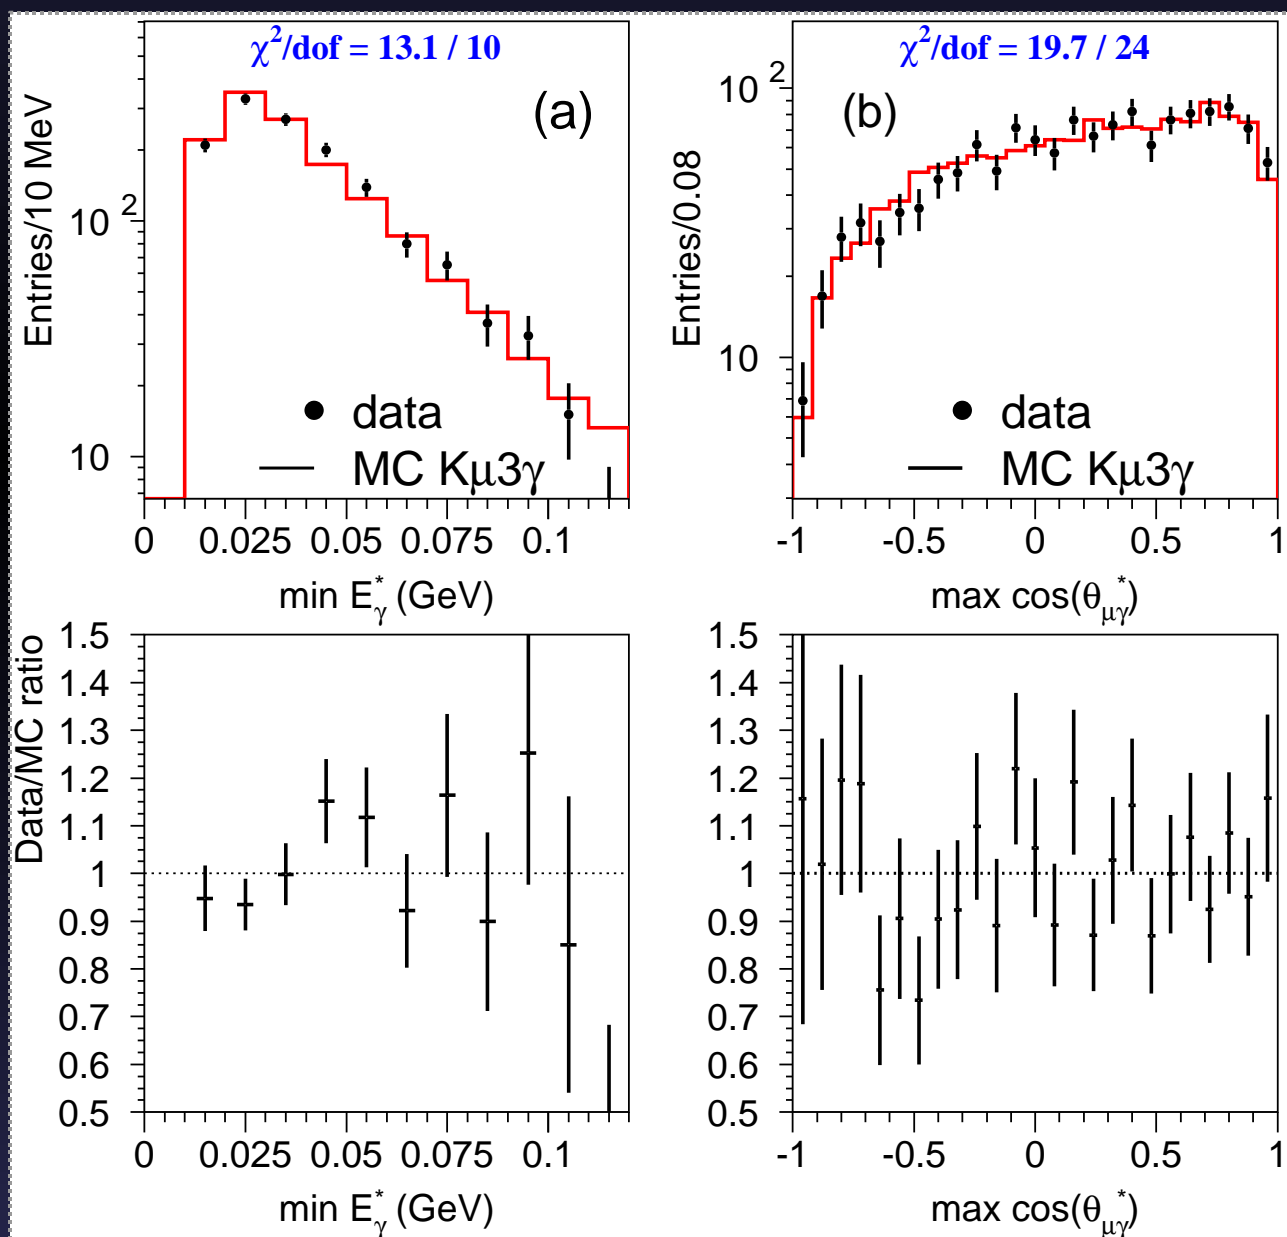 χ²/dof = 13.1 / 10
(a)
Entries/10 MeV
10²
10
data
MC Kμ3γ
0 0.025 0.05 0.075 0.1
min E*γ (GeV)
χ²/dof = 19.7 / 24
(b)
Entries/0.08
10²
10
data
MC Kμ3γ
-1 -0.5 0 0.5 1
max cos(θμγ*)
Data/MC ratio
1.5
1.4
1.3
1.2
1.1
1
0.9
0.8
0.7
0.6
0.5
0 0.025 0.05 0.075 0.1
min E*γ (GeV)
1.5
1.4
1.3
1.2
1.1
1
0.9
0.8
0.7
0.6
0.5
-1 -0.5 0 0.5 1
max cos(θμγ*)